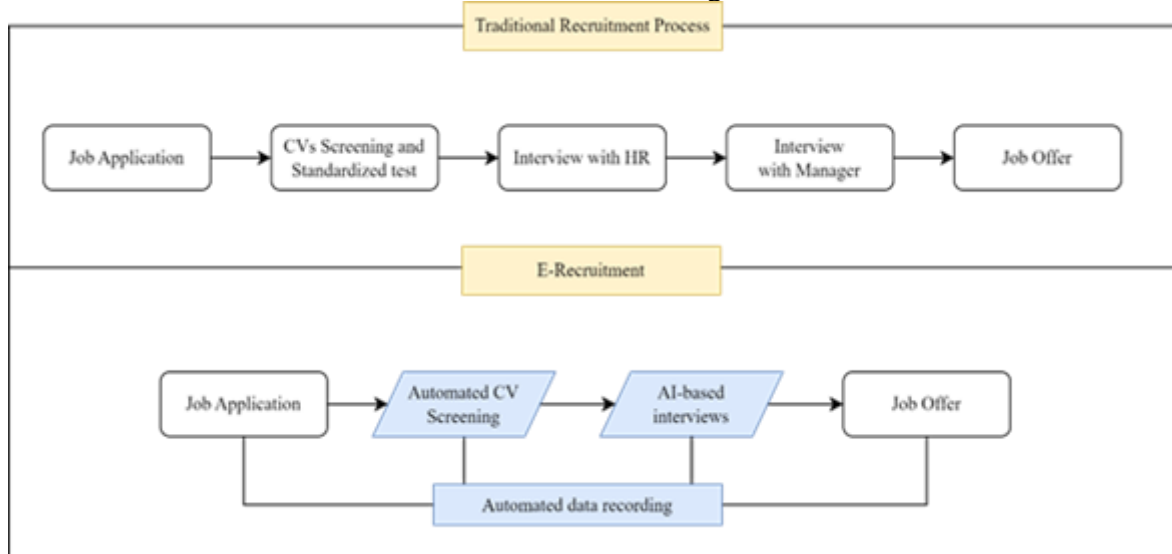 Traditional Recruitment Process
Job Application
CVs Screening and
Standardized test
Interview with HR
Interview
with Manager
Job Offer
E-Recruitment
Job Application
Automated CV
Screening
AI-based
interviews
Job Offer
Automated data recording